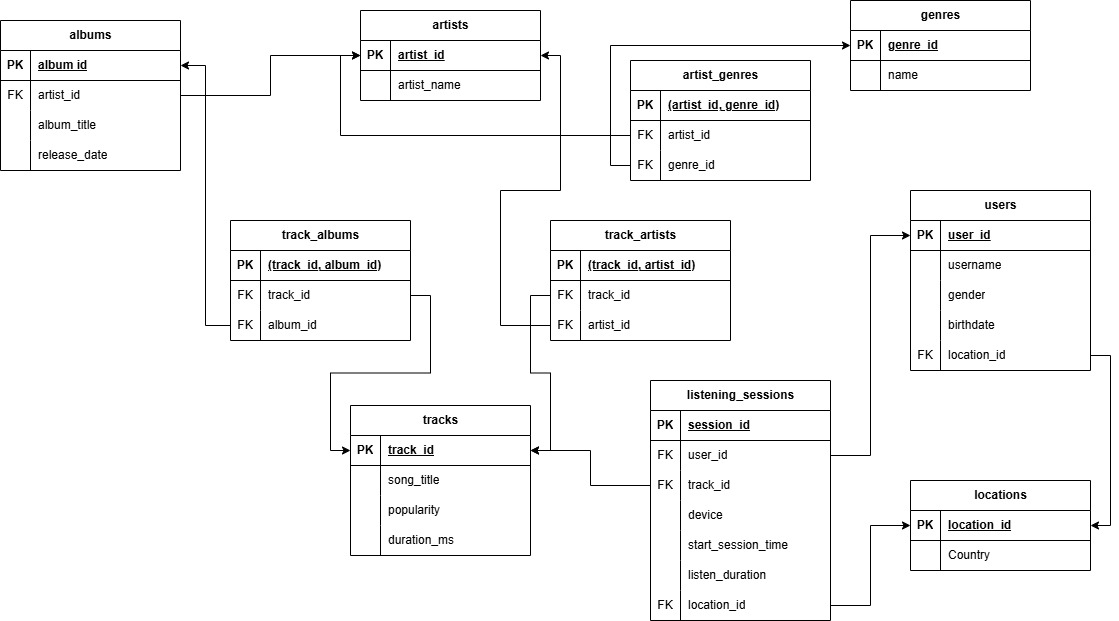 albums
PK album id
FK artist_id
album_title
release_date
artists
PK artist_id
artist_name
genres
PK genre_id
name
artist_genres
PK (artist_id, genre_id)
FK artist_id
FK genre_id
track_albums
PK (track_id, album_id)
FK track_id
FK album_id
track_artists
PK (track_id, artist_id)
FK track_id
FK artist_id
users
PK user_id
username
gender
birthdate
FK location_id
tracks
PK track_id
song_title
popularity
duration_ms
listening_sessions
PK session_id
FK user_id
FK track_id
device
start_session_time
listen_duration
FK location_id
locations
PK location_id
Country